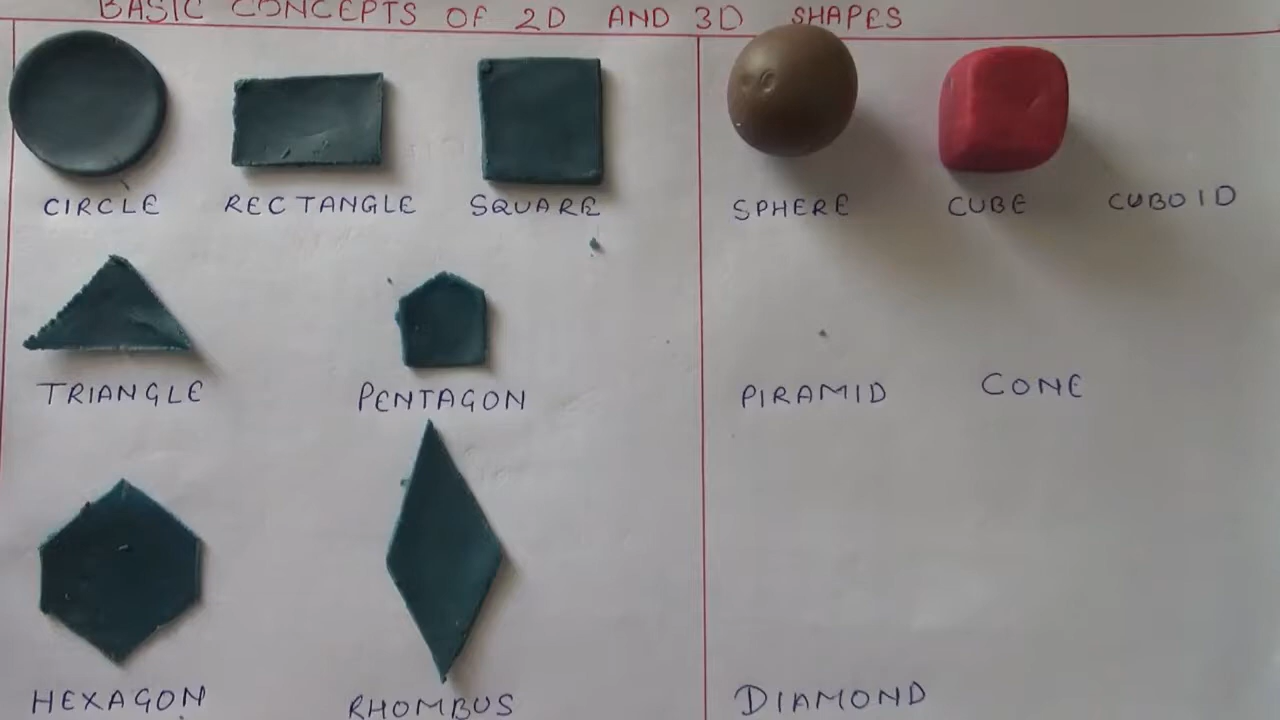 BASIC CONCEPTS OF 2D AND 3D SHAPES
CIRCLE RECTANGLE SQUARE
SPHERE CUBE CUBOID
TRIANGLE PENTAGON
PIRAMID CONE
HEXAGON RHOMBUS
DIAMOND